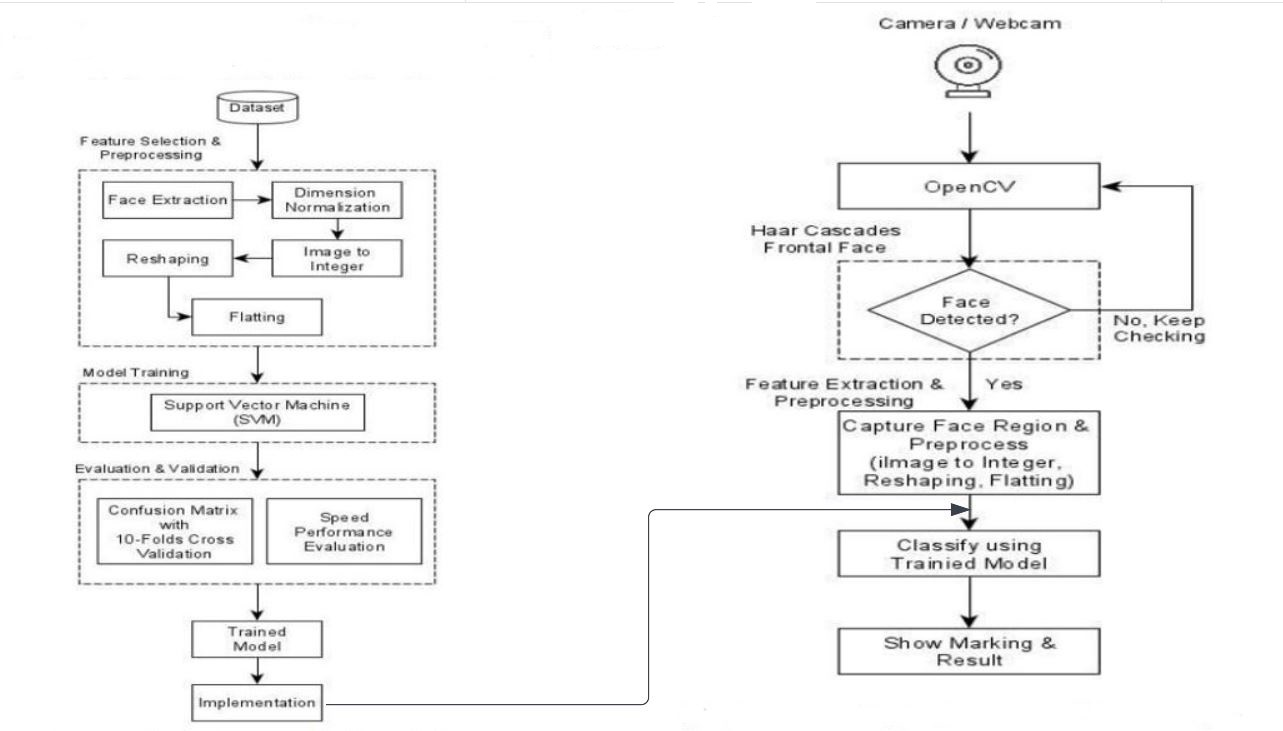 Dataset
Feature Selection &
Preprocessing
Face Extraction
Dimension
Normalization
Image to
Integer
Reshaping
Flatting
Model Training
Support Vector Machine
(SVM)
Evaluation & Validation
Confusion Matrix
with
10-Folds Cross
Validation
Speed
Performance
Evaluation
Trained
Model
Implementation
Camera / Webcam
OpenCV
Haar Cascades
Frontal Face
Face
Detected?
No, Keep
Checking
Feature Extraction &
Preprocessing
Yes
Capture Face Region &
Preprocess
(iImage to Integer,
Reshaping, Flatting)
Classify using
Trainied Model
Show Marking &
Result